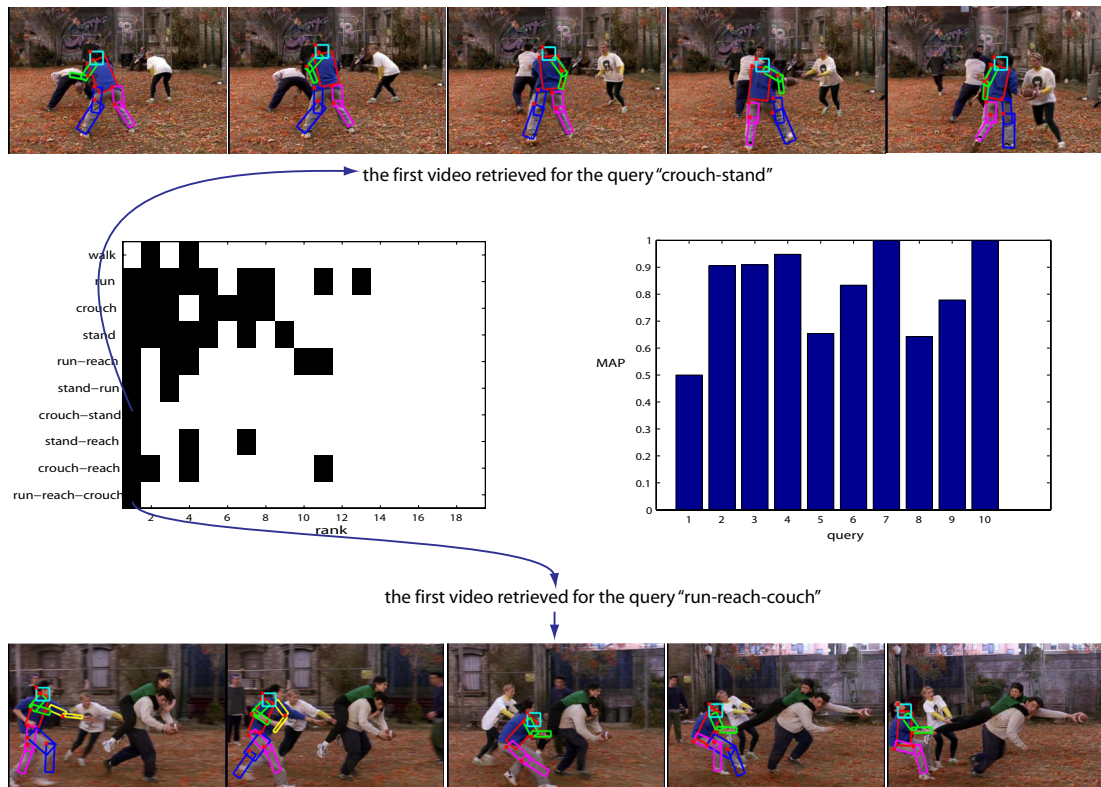 the first video retrieved for the query “crouch-stand”
walk
run
crouch
stand
run−reach
stand−run
crouch−stand
stand−reach
crouch−reach
run−reach−crouch
2 4 6 8 10 12 14 16 18
rank
1
0.9
0.8
0.7
0.6
MAP
0.5
0.4
0.3
0.2
0.1
0
1 2 3 4 5 6 7 8 9 10
query
the first video retrieved for the query “run-reach-couch”